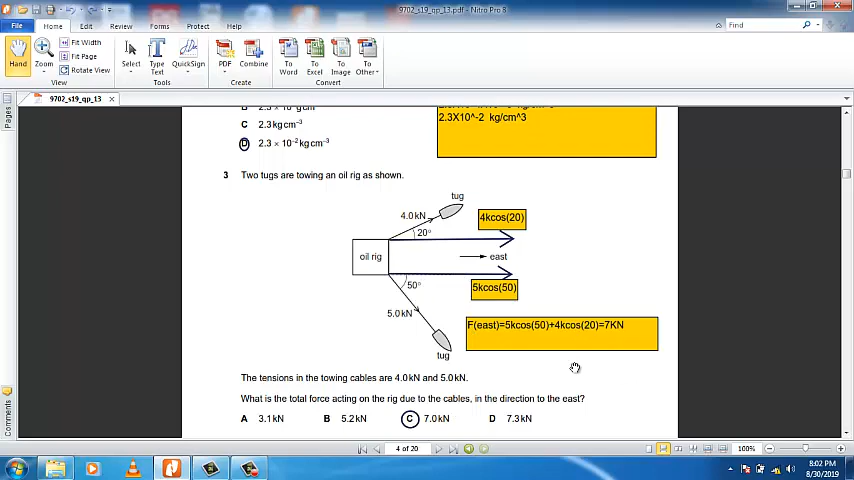 9702_s19_qp_13.pdf - Nitro Pro 8
File
Home
Edit
Review
Forms
Protect
Help
Find
Hand
Zoom
Fit Width
Fit Page
Rotate View
View
Select
Type Text
QuickSign
Tools
PDF
Combine
Create
To Word
To Excel
To Image
To Other
Convert
9702_s19_qp_13
Pages
Comments
2.3X10^-2 kg/cm^3
C 2.3 kg cm⁻³
D 2.3 × 10⁻² kg cm⁻³
3 Two tugs are towing an oil rig as shown.
tug
4.0 kN
4kcos(20)
20°
oil rig
east
50°
5kcos(50)
5.0 kN
F(east)=5kcos(50)+4kcos(20)=7KN
tug
The tensions in the towing cables are 4.0 kN and 5.0 kN.
What is the total force acting on the rig due to the cables, in the direction to the east?
A 3.1 kN B 5.2 kN C 7.0 kN D 7.3 kN
4 of 20
100%
8:02 PM
8/30/2019